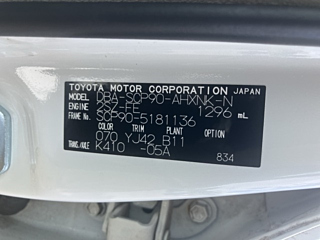 TOYOTA MOTOR CORPORATION JAPAN
MODEL DBA-SCP90-AHXNK-N
ENGINE 2SZ-FE 1296 mL
FRAME No. SCP90-5181136
COLOR TRIM PLANT OPTION
070 YJ42 B11
TRANS./AXLE K410 -05A
834